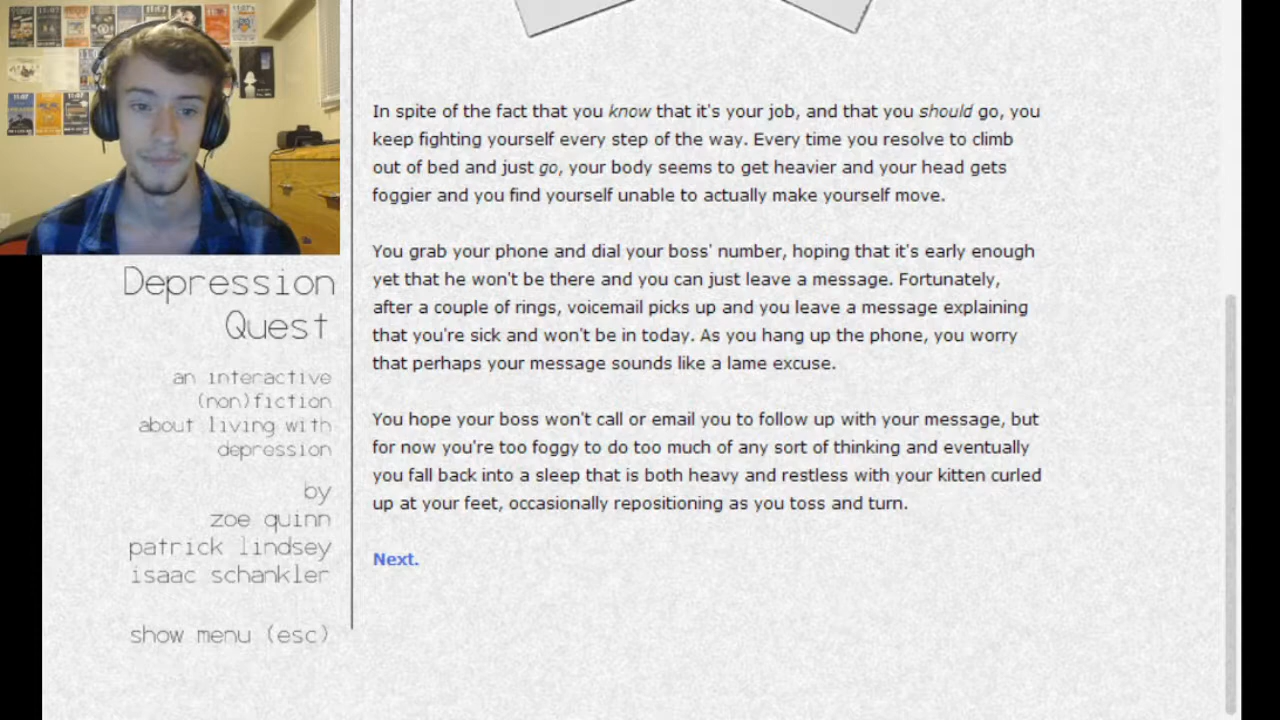 In spite of the fact that you know that it's your job, and that you should go, you
keep fighting yourself every step of the way. Every time you resolve to climb
out of bed and just go, your body seems to get heavier and your head gets
foggier and you find yourself unable to actually make yourself move.
You grab your phone and dial your boss' number, hoping that it's early enough
yet that he won't be there and you can just leave a message. Fortunately,
after a couple of rings, voicemail picks up and you leave a message explaining
that you're sick and won't be in today. As you hang up the phone, you worry
that perhaps your message sounds like a lame excuse.
You hope your boss won't call or email you to follow up with your message, but
for now you're too foggy to do too much of any sort of thinking and eventually
you fall back into a sleep that is both heavy and restless with your kitten curled
up at your feet, occasionally repositioning as you toss and turn.
Next.
Depression
Quest
an interactive
(non)fiction
about living with
depression
by
zoe quinn
patrick lindsey
isaac schankler
show menu (esc)